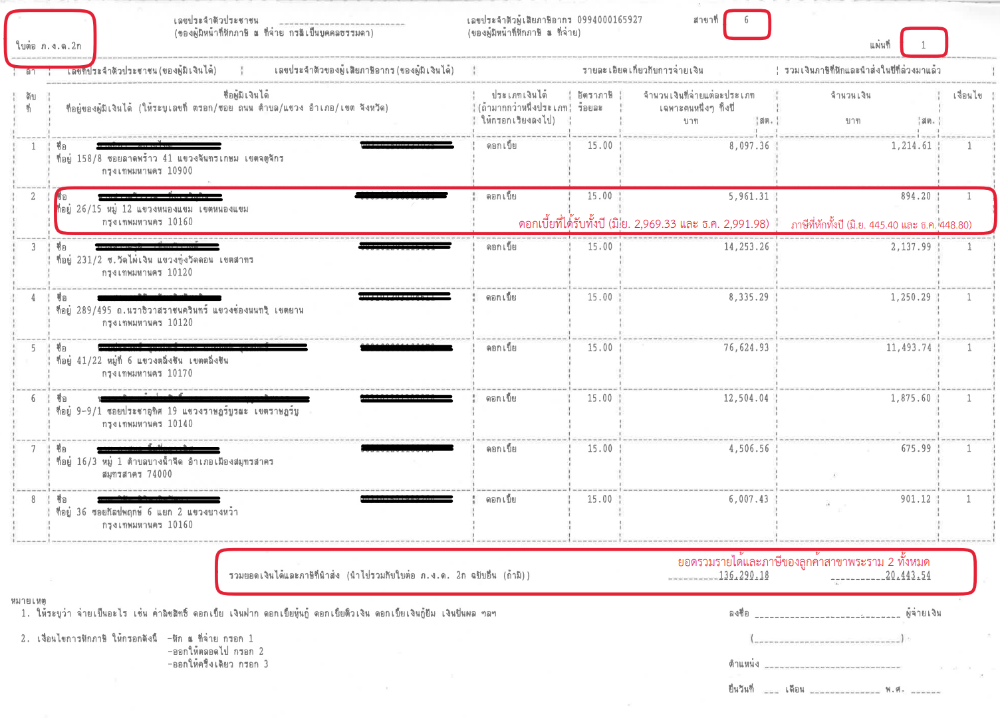 เลขประจำตัวประชาชน ____________________ เลขประจำตัวผู้เสียภาษีอากร 0994000165927 สาขาที่ 6
(ของผู้มีหน้าที่หักภาษี ณ ที่จ่าย กรณีเป็นบุคคลธรรมดา) (ของผู้มีหน้าที่หักภาษี ณ ที่จ่าย)
ใบต่อ ภ.ง.ด.2ก แผ่นที่ 1
ลำ เลขที่ประจำตัวประชาชน(ของผู้มีเงินได้) เลขประจำตัวของผู้เสียภาษีอากร(ของผู้มีเงินได้) รายละเอียดเกี่ยวกับการจ่ายเงิน รวมเงินภาษีที่หักและนำส่งในปีที่ล่วงมาแล้ว
ดับ ชื่อผู้มีเงินได้ ประเภทเงินได้ อัตราภาษี จำนวนเงินที่จ่ายแต่ละประเภท จำนวนเงิน เงื่อนไข
ที่ ที่อยู่ของผู้มีเงินได้ (ให้ระบุเลขที่ ตรอก/ซอย ถนน ตำบล/แขวง อำเภอ/เขต จังหวัด) (ถ้ามากกว่าหนึ่งประเภท ร้อยละ เฉพาะคนหนึ่งๆ ทั้งปี
ให้กรอกเรียงลงไป) บาท สต. บาท สต.
1 ชื่อ ดอกเบี้ย 15.00 8,097.36 1,214.61 1
ที่อยู่ 158/8 ซอยลาดพร้าว 41 แขวงจันทรเกษม เขตจตุจักร
กรุงเทพมหานคร 10900
2 ชื่อ ดอกเบี้ย 15.00 5,961.31 894.20 1
ที่อยู่ 26/15 หมู่ 12 แขวงหนองแขม เขตหนองแขม
กรุงเทพมหานคร 10160 ดอกเบี้ยที่ได้รับทั้งปี (มิ.ย. 2,969.33 และ ธ.ค. 2,991.98) ภาษีที่หักทั้งปี (มิ.ย. 445.40 และ ธ.ค. 448.80)
3 ชื่อ ดอกเบี้ย 15.00 14,253.26 2,137.99 1
ที่อยู่ 231/2 ซ.วัดไผ่เงิน แขวงทุ่งวัดดอน เขตสาทร
กรุงเทพมหานคร 10120
4 ชื่อ ดอกเบี้ย 15.00 8,335.29 1,250.29 1
ที่อยู่ 289/495 ถ.นราธิวาสราชนครินทร์ แขวงช่องนนทรี เขตยาน
กรุงเทพมหานคร 10120
5 ชื่อ ดอกเบี้ย 15.00 76,624.93 11,493.74 1
ที่อยู่ 41/22 หมู่ที่ 6 แขวงตลิ่งชัน เขตตลิ่งชัน
กรุงเทพมหานคร 10170
6 ชื่อ ดอกเบี้ย 15.00 12,504.04 1,875.60 1
ที่อยู่ 9-9/1 ซอยประชาอุทิศ 19 แขวงราษฎร์บูรณะ เขตราษฎร์บู
กรุงเทพมหานคร 10140
7 ชื่อ ดอกเบี้ย 15.00 4,506.56 675.99 1
ที่อยู่ 16/3 หมู่ 1 ตำบลบางน้ำจืด อำเภอเมืองสมุทรสาคร
สมุทรสาคร 74000
8 ชื่อ ดอกเบี้ย 15.00 6,007.43 901.12 1
ที่อยู่ 36 ซอยกัลปพฤกษ์ 6 แยก 2 แขวงบางหว้า
กรุงเทพมหานคร 10160
ยอดรวมรายได้และภาษีของลูกค้าสาขาพระราม 2 ทั้งหมด
รวมยอดเงินได้และภาษีที่นำส่ง (นำไปรวมกับใบต่อ ภ.ง.ด. 2ก ฉบับอื่น (ถ้ามี)) 136,290.18 20,443.54
หมายเหตุ
1. ให้ระบุว่า จ่ายเป็นอะไร เช่น ค่าลิขสิทธิ์ ดอกเบี้ย เงินฝาก ดอกเบี้ยหุ้นกู้ ดอกเบี้ยตั๋วเงิน ดอกเบี้ยเงินกู้ยืม เงินปันผล ฯลฯ ลงชื่อ ____________________ ผู้จ่ายเงิน
2. เงื่อนไขการหักภาษี ให้กรอกดังนี้ -หัก ณ ที่จ่าย กรอก 1 (____________________)
-ออกให้ตลอดไป กรอก 2
-ออกให้ครั้งเดียว กรอก 3 ตำแหน่ง ____________________
ยื่นวันที่ ___ เดือน __________ พ.ศ. ______